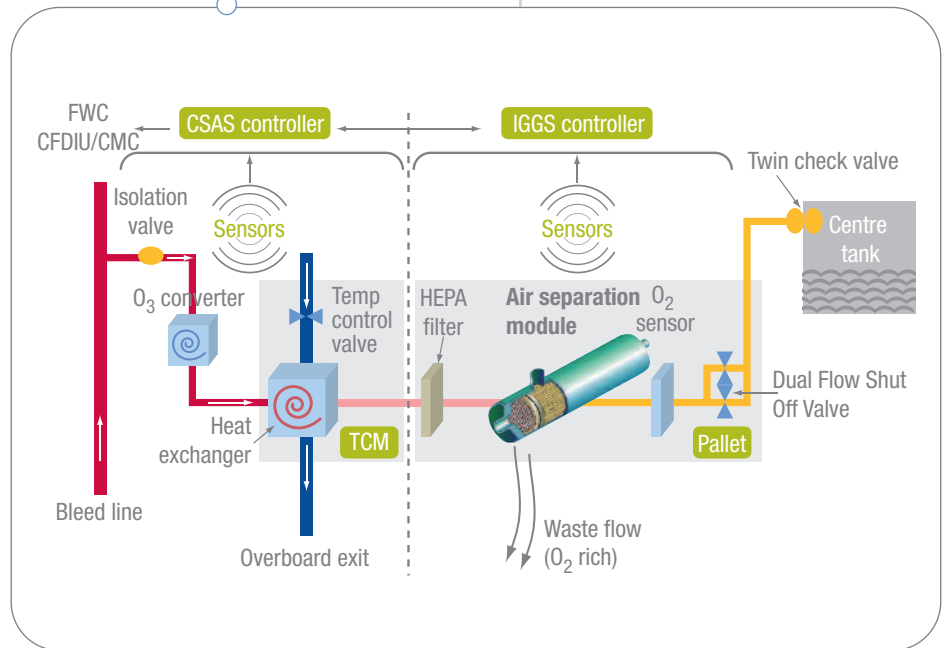 FWC
CFDIU/CMC
CSAS controller
IGGS controller
Isolation
valve
Sensors
Sensors
Twin check valve
Centre
tank
O₃ converter
Temp
control
valve
HEPA
filter
Air separation
module
O₂
sensor
Dual Flow Shut
Off Valve
Heat
exchanger
TCM
Pallet
Bleed line
Overboard exit
Waste flow
(O₂ rich)